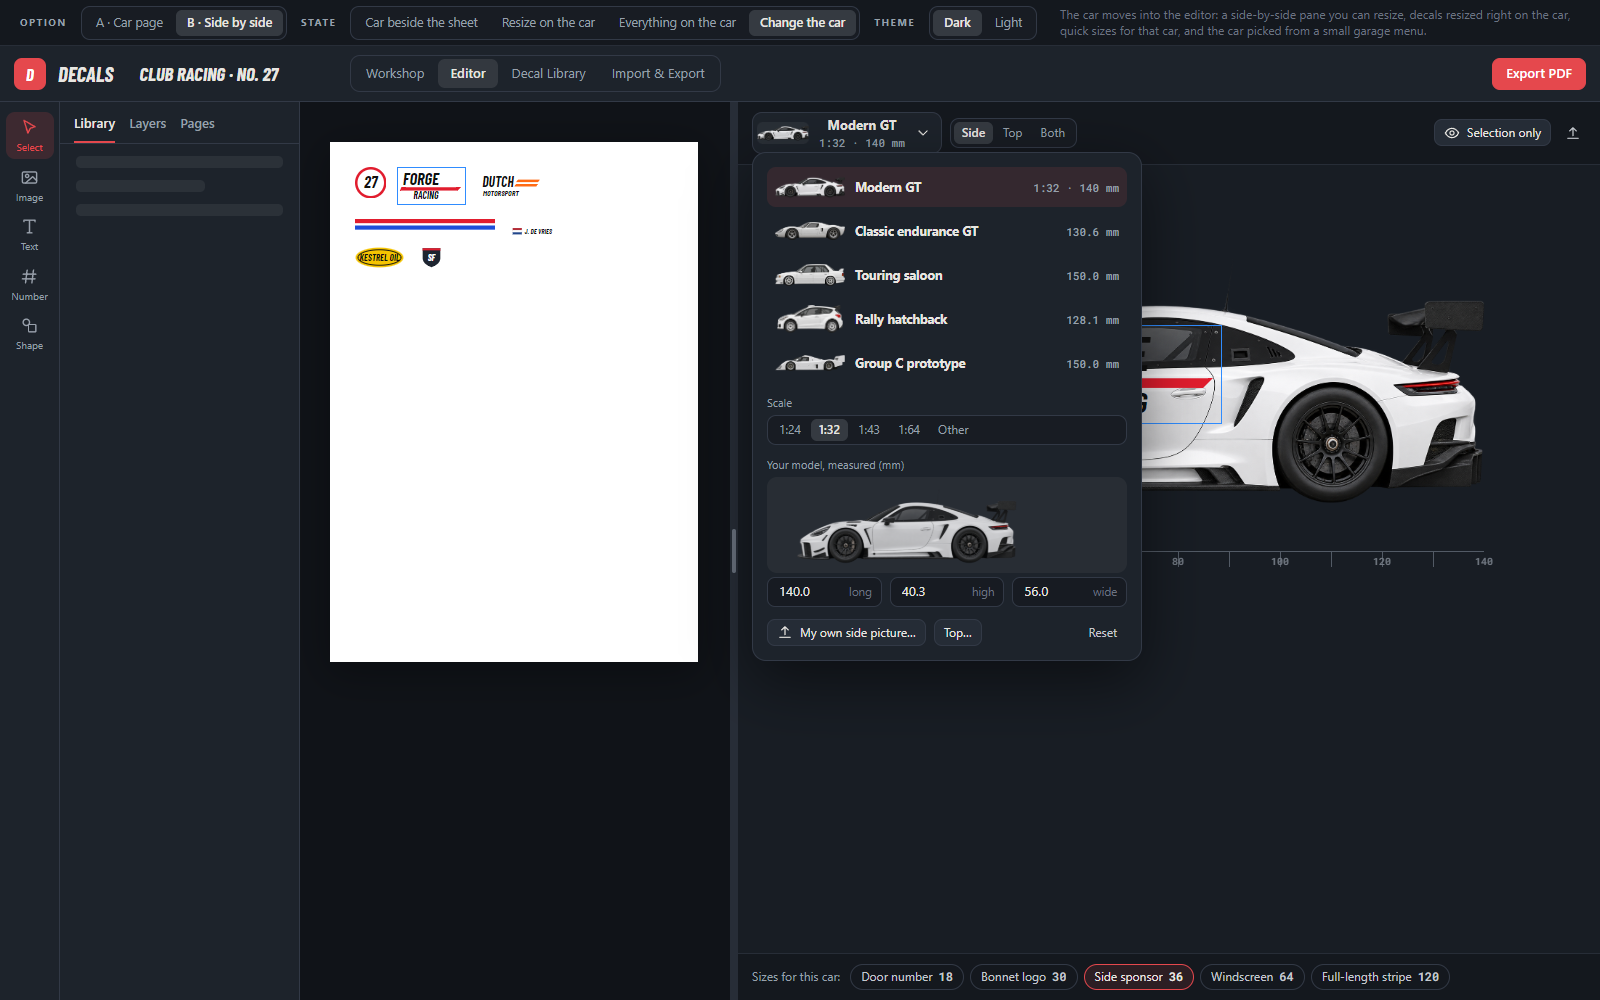 OPTION
A · Car page
B · Side by side
STATE
Car beside the sheet
Resize on the car
Everything on the car
Change the car
THEME
Dark
Light
The car moves into the editor: a side-by-side pane you can resize, decals resized right on the car,
quick sizes for that car, and the car picked from a small garage menu.
D
DECALS
CLUB RACING · NO. 27
Workshop
Editor
Decal Library
Import & Export
Export PDF
Select
Image
Text
Number
Shape
Library
Layers
Pages
27
FORGE
RACING
DUTCH
MOTORSPORT
J. DE VRIES
KESTREL OIL
SF
Modern GT
1:32 · 140 mm
Side
Top
Both
Selection only
Modern GT
1:32 · 140 mm
Classic endurance GT
130.6 mm
Touring saloon
150.0 mm
Rally hatchback
128.1 mm
Group C prototype
150.0 mm
Scale
1:24
1:32
1:43
1:64
Other
Your model, measured (mm)
140.0 long
40.3 high
56.0 wide
My own side picture...
Top...
Reset
80
100
120
140
Sizes for this car:
Door number 18
Bonnet logo 30
Side sponsor 36
Windscreen 64
Full-length stripe 120